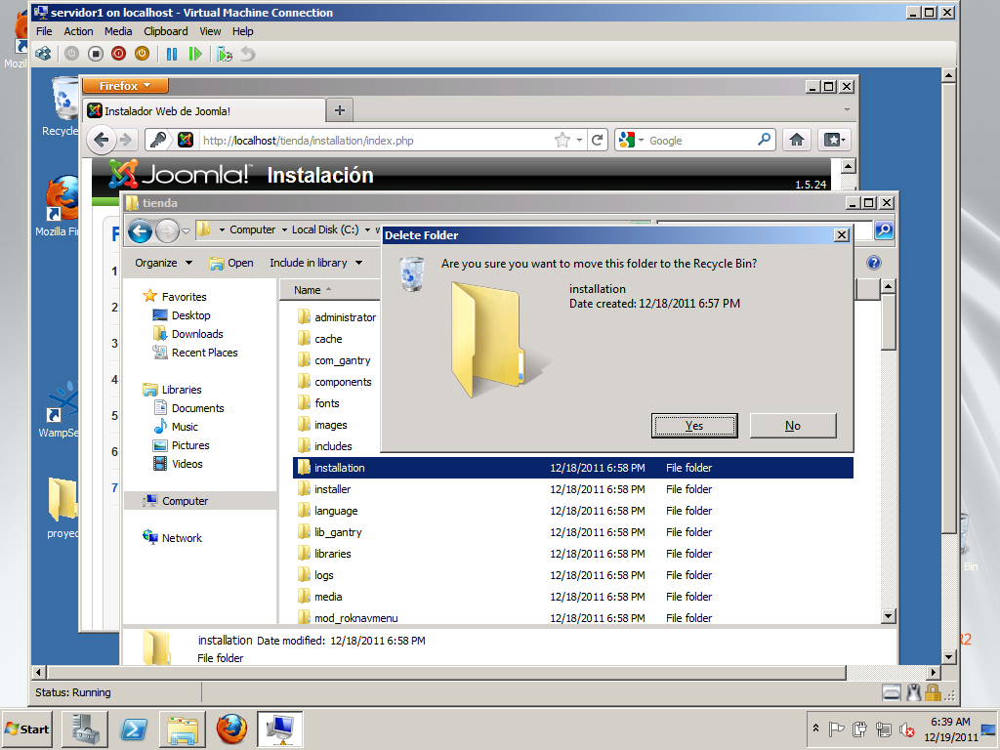 servidor1 on localhost - Virtual Machine Connection
File Action Media Clipboard View Help
Mozil
Recycle
Mozilla Fi
WampSe
proyec
Firefox
Instalador Web de Joomla!
http://localhost/tienda/installation/index.php
Google
Joomla! Instalación
1.5.24
F
1
2
3
4
5
6
7
tienda
Computer Local Disk (C:) w
Organize Open Include in library
Favorites
Desktop
Downloads
Recent Places
Libraries
Documents
Music
Pictures
Videos
Computer
Network
Name
administrator
cache
com_gantry
components
fonts
images
includes
installation 12/18/2011 6:58 PM File folder
installer 12/18/2011 6:58 PM File folder
language 12/18/2011 6:58 PM File folder
lib_gantry 12/18/2011 6:58 PM File folder
libraries 12/18/2011 6:58 PM File folder
logs 12/18/2011 6:58 PM File folder
media 12/18/2011 6:58 PM File folder
mod_roknavmenu 12/18/2011 6:58 PM File folder
Delete Folder
Are you sure you want to move this folder to the Recycle Bin?
installation
Date created: 12/18/2011 6:57 PM
Yes No
installation Date modified: 12/18/2011 6:58 PM
File folder
Bin
R2
Status: Running
Start
6:39 AM
12/19/2011